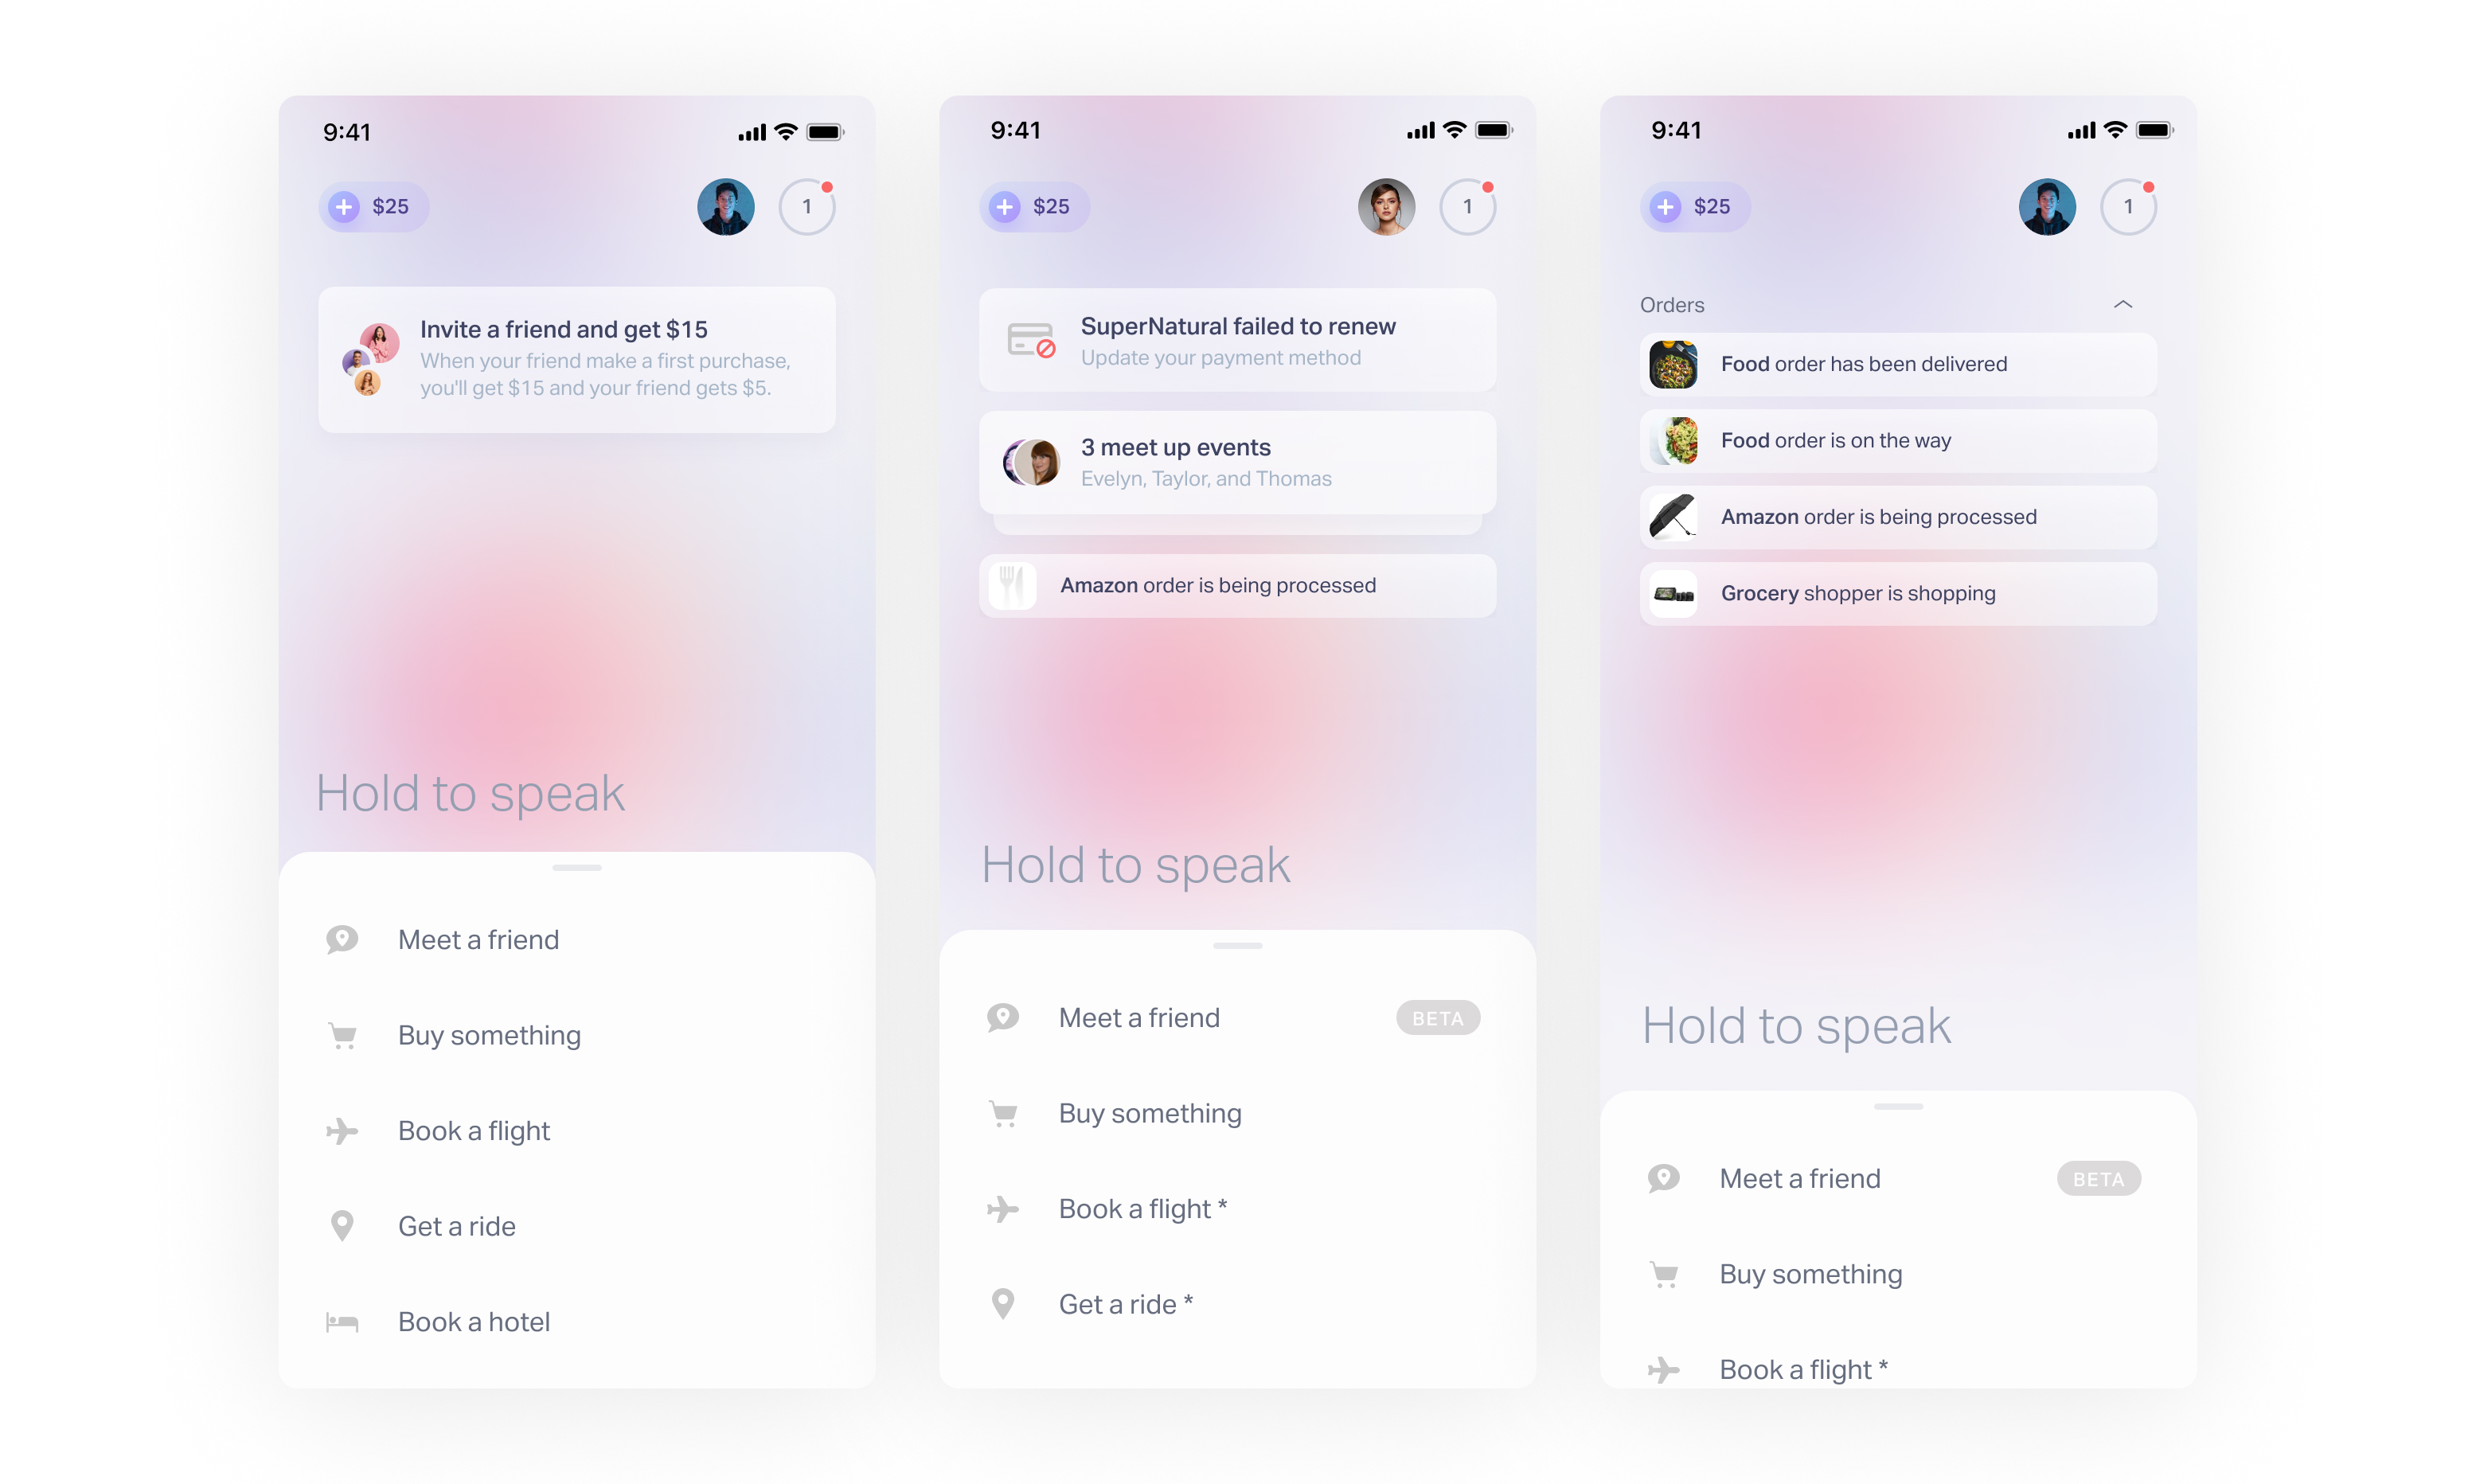 9:41
$25
1
Invite a friend and get $15
When your friend make a first purchase,
you'll get $15 and your friend gets $5.
Hold to speak
Meet a friend
Buy something
Book a flight
Get a ride
Book a hotel
9:41
$25
1
SuperNatural failed to renew
Update your payment method
3 meet up events
Evelyn, Taylor, and Thomas
Amazon order is being processed
Hold to speak
Meet a friend BETA
Buy something
Book a flight *
Get a ride *
9:41
$25
1
Orders
Food order has been delivered
Food order is on the way
Amazon order is being processed
Grocery shopper is shopping
Hold to speak
Meet a friend BETA
Buy something
Book a flight *